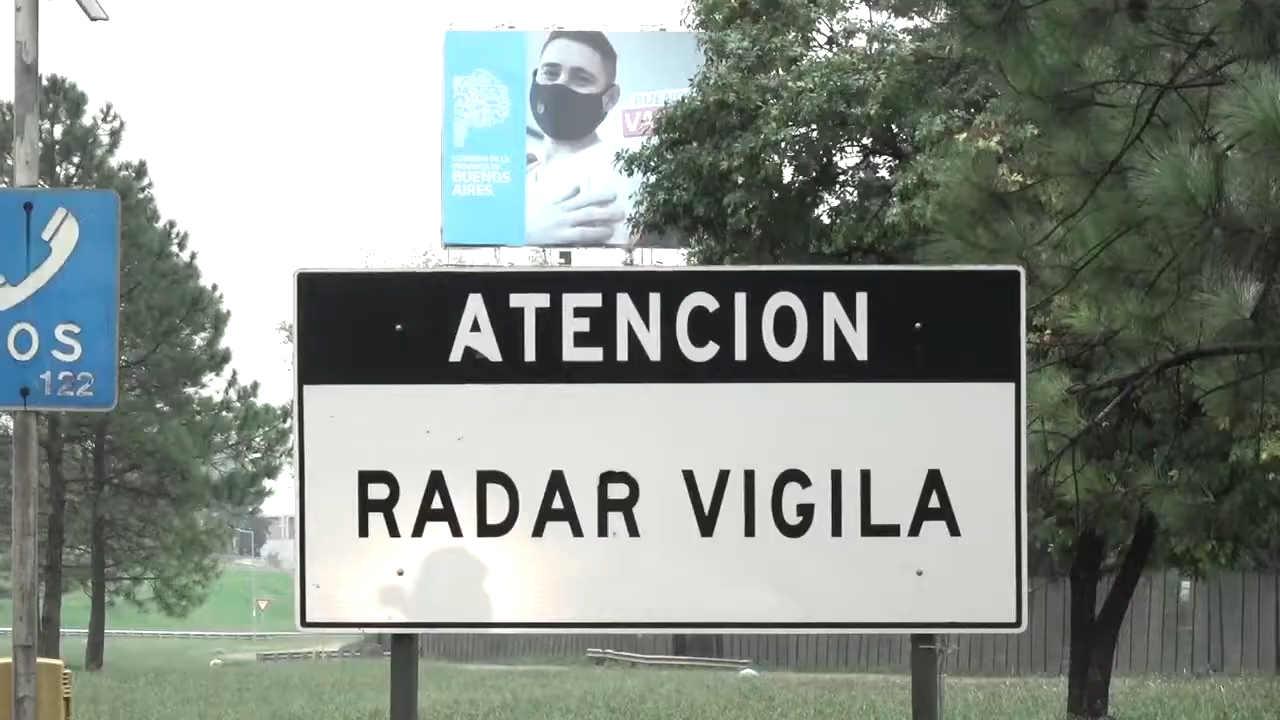 BUENOS
AIRES
ATENCION
RADAR VIGILA
OS
122